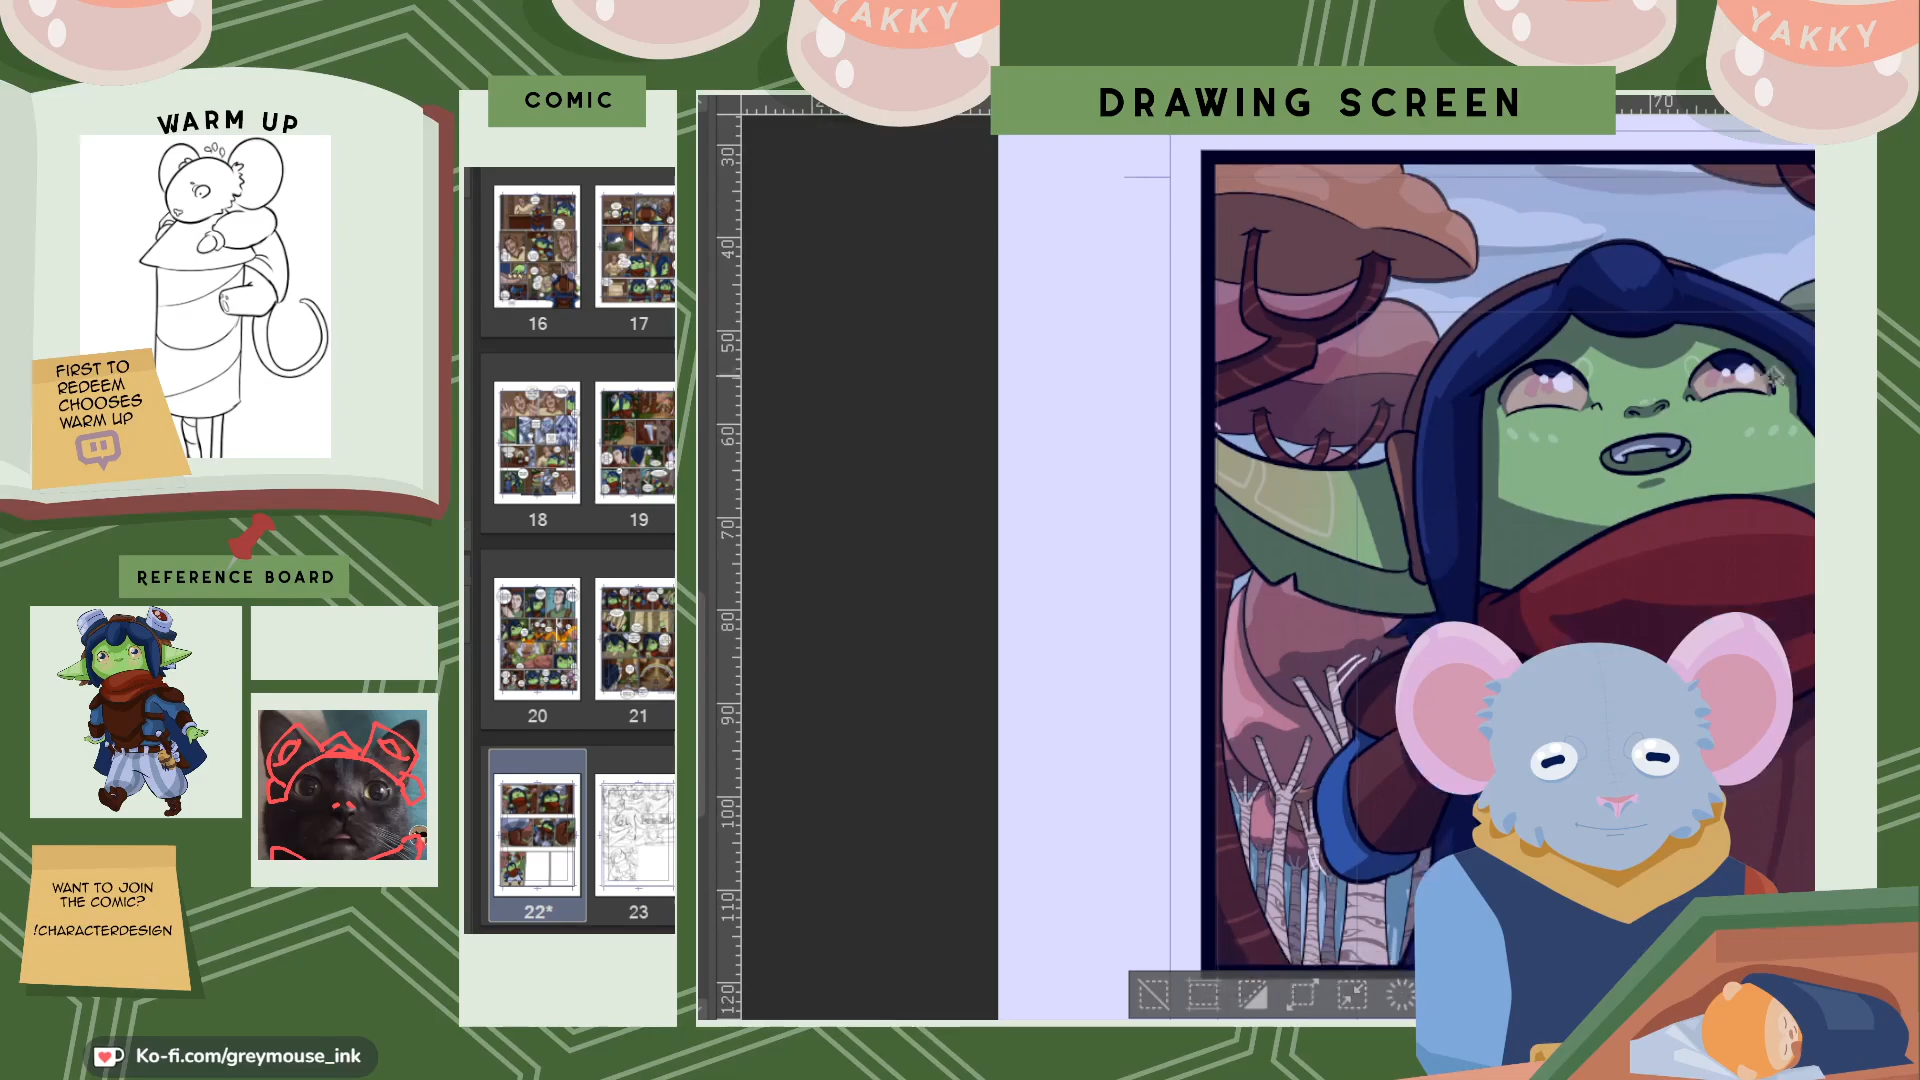 YAKKY
YAKKY
WARM UP
COMIC
DRAWING SCREEN
FIRST TO
REDEEM
CHOOSES
WARM UP
REFERENCE BOARD
WANT TO JOIN
THE COMIC?
!CHARACTERDESIGN
Ko-fi.com/greymouse_ink
16
17
18
19
20
21
22*
23
30
40
50
60
70
80
90
100
110
120
70